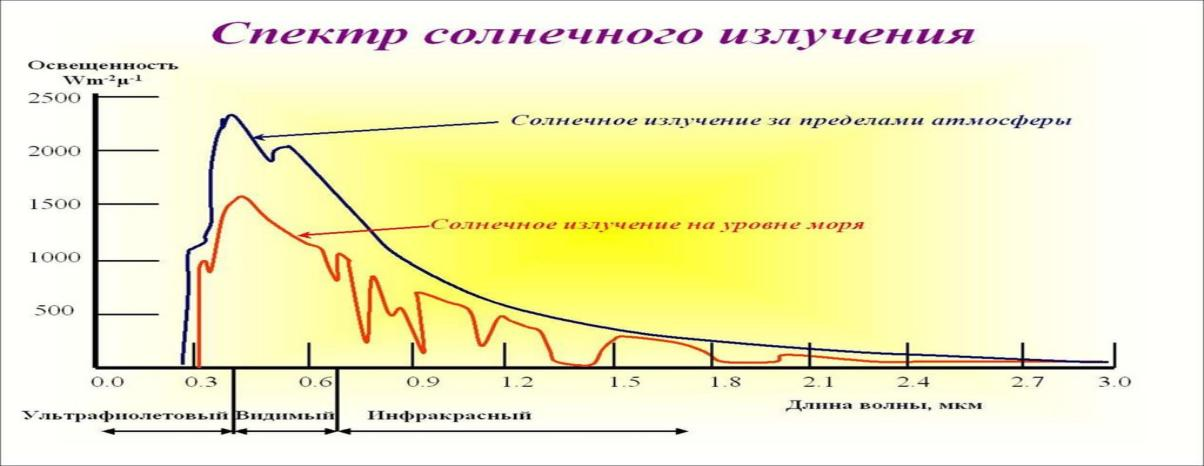 Спектр солнечного излучения
Освещенность
Wm-2μ-1
2500
Солнечное излучение за пределами атмосферы
2000
1500
Солнечное излучение на уровне моря
1000
500
0.0 0.3 0.6 0.9 1.2 1.5 1.8 2.1 2.4 2.7 3.0
Ультрафиолетовый Видимый Инфракрасный
Длина волны, мкм